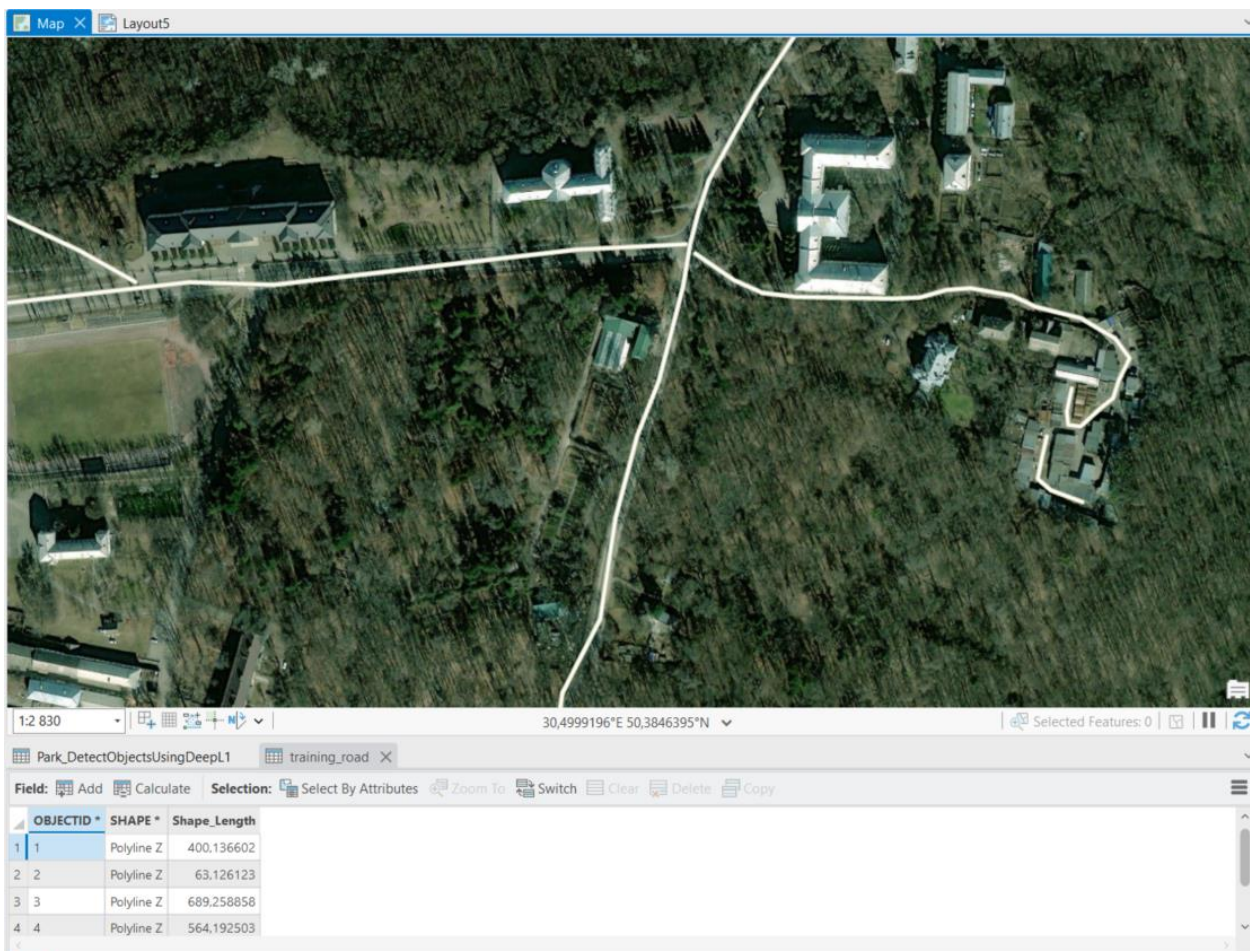 Map Layout5
1:2 830 30,4999196°E 50,3846395°N Selected Features: 0
Park_DetectObjectsUsingDeepL1 training_road
Field: Add Calculate Selection: Select By Attributes Zoom To Switch Clear Delete Copy
OBJECTID * SHAPE * Shape_Length
1 1 Polyline Z 400,136602
2 2 Polyline Z 63,126123
3 3 Polyline Z 689,258858
4 4 Polyline Z 564,192503